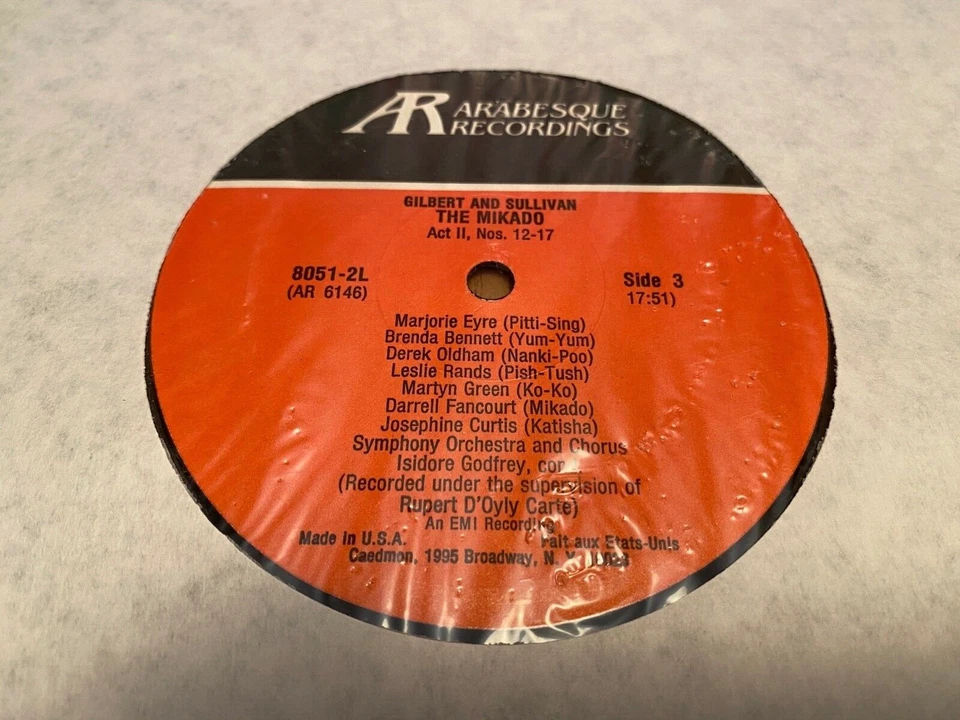 AR ARABESQUE
RECORDINGS
GILBERT AND SULLIVAN
THE MIKADO
Act II, Nos. 12-17
8051-2L
(AR 6146)
Side 3
17:51)
Marjorie Eyre (Pitti-Sing)
Brenda Bennett (Yum-Yum)
Derek Oldham (Nanki-Poo)
Leslie Rands (Pish-Tush)
Martyn Green (Ko-Ko)
Darrell Fancourt (Mikado)
Josephine Curtis (Katisha)
Symphony Orchestra and Chorus
Isidore Godfrey,
(Recorded under the supervision of
Rupert D'Oyly Carte)
An EMI Recording
Made in U.S.A. Fait aux Etats-Unis
Caedmon, 1995 Broadway, N. Y. 10023